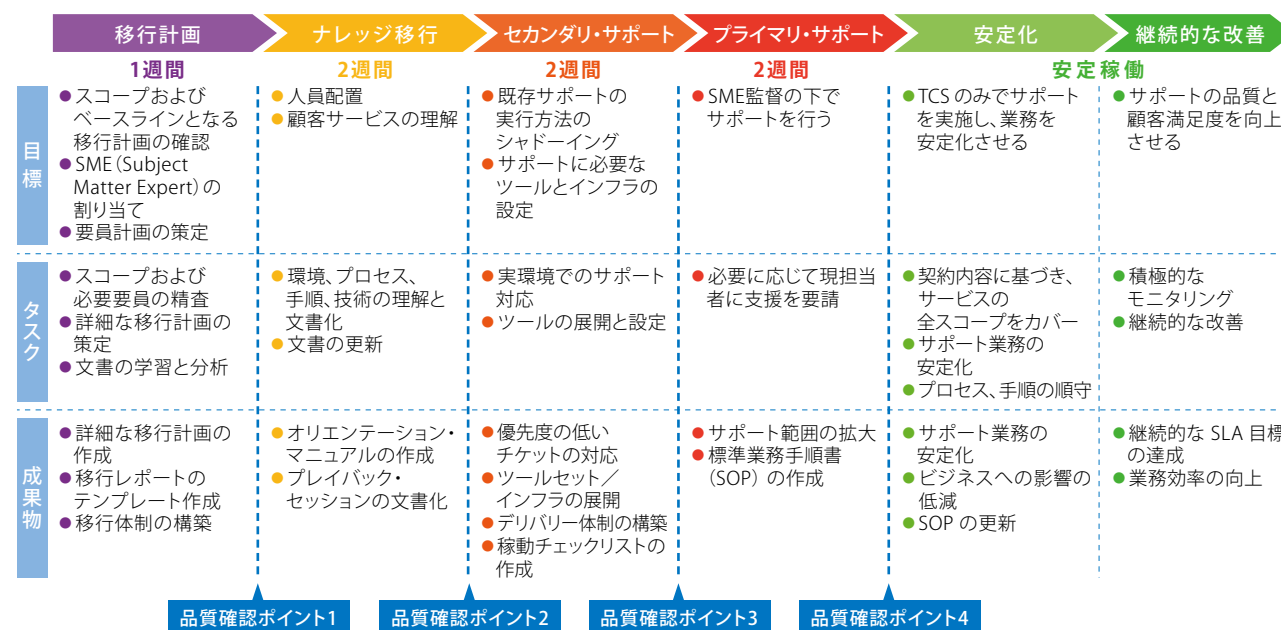 移行計画
ナレッジ移行
セカンダリ・サポート
プライマリ・サポート
安定化
継続的な改善
1週間
2週間
2週間
2週間
安定稼働
目標
●スコープおよび
ベースラインとなる
移行計画の確認
●SME（Subject
Matter Expert）の
割り当て
●要員計画の策定
●人員配置
●顧客サービスの理解
●既存サポートの
実行方法の
シャドーイング
●サポートに必要な
ツールとインフラの
設定
●SME監督の下で
サポートを行う
●TCS のみでサポート
を実施し、業務を
安定化させる
●サポートの品質と
顧客満足度を向上
させる
タスク
●スコープおよび
必要要員の精査
●詳細な移行計画の
策定
●文書の学習と分析
●環境、プロセス、
手順、技術の理解と
文書化
●文書の更新
●実環境でのサポート
対応
●ツールの展開と設定
●必要に応じて現担当
者に支援を要請
●契約内容に基づき、
サービスの
全スコープをカバー
●サポート業務の
安定化
●プロセス、手順の順守
●積極的な
モニタリング
●継続的な改善
成果物
●詳細な移行計画の
作成
●移行レポートの
テンプレート作成
●移行体制の構築
●オリエンテーション・
マニュアルの作成
●プレイバック・
セッションの文書化
●優先度の低い
チケットの対応
●ツールセット／
インフラの展開
●デリバリー体制の構築
●稼動チェックリストの
作成
●サポート範囲の拡大
●標準業務手順書
（SOP）の作成
●サポート業務の
安定化
●ビジネスへの影響の
低減
●SOP の更新
●継続的な SLA 目標
の達成
●業務効率の向上
品質確認ポイント1
品質確認ポイント2
品質確認ポイント3
品質確認ポイント4